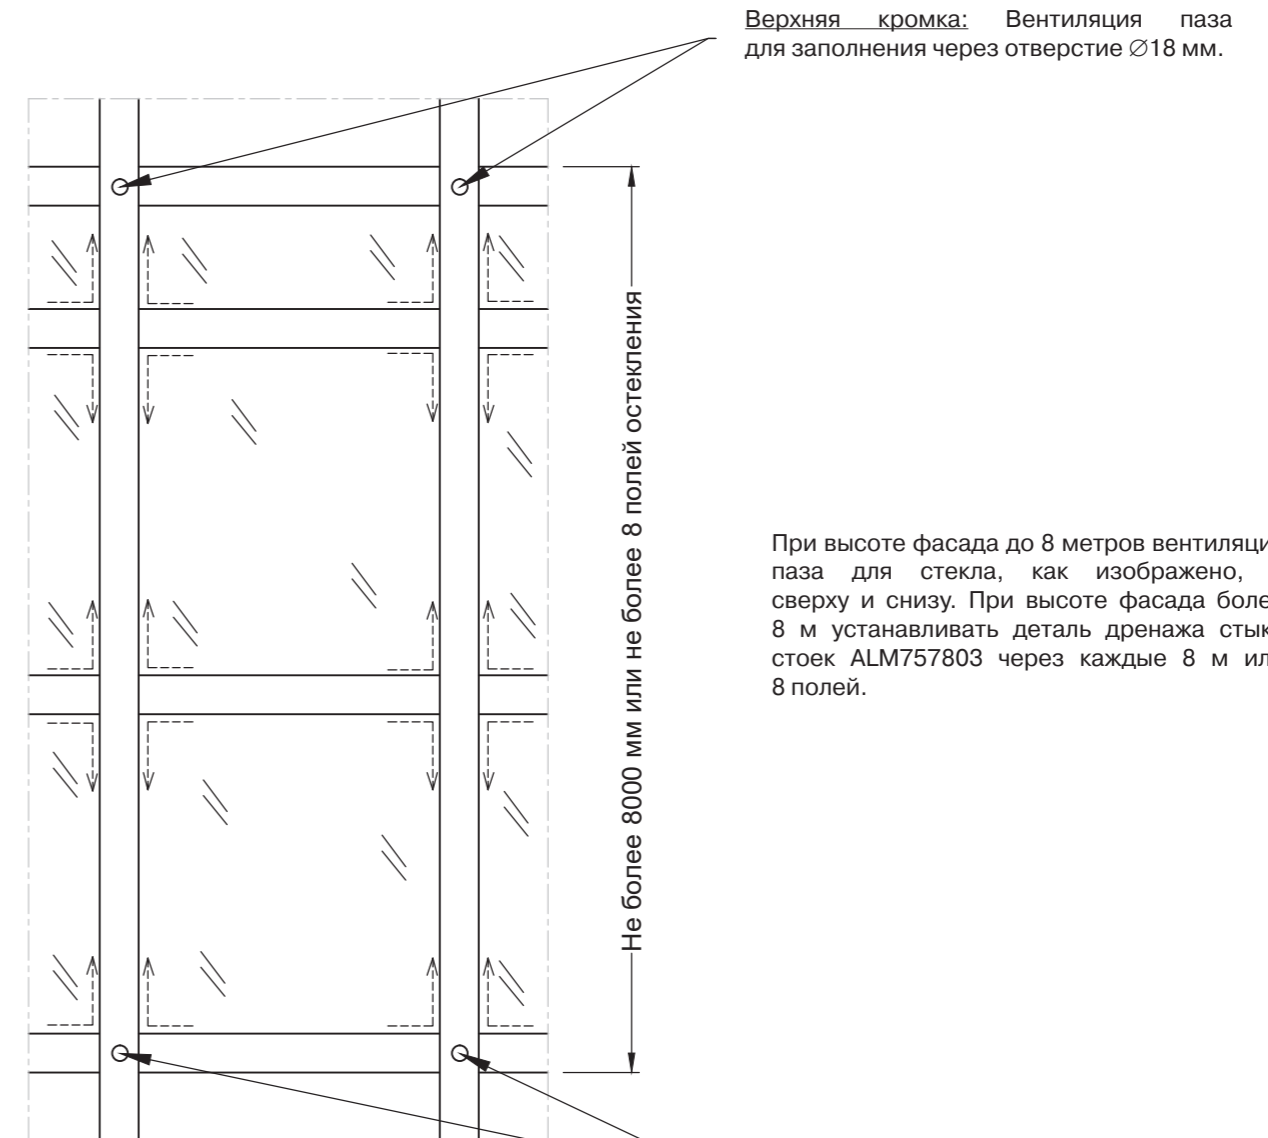 Верхняя кромка: Вентиляция паза
для заполнения через отверстие ∅18 мм.
Не более 8000 мм или не более 8 полей остекления
При высоте фасада до 8 метров вентиляци
паза для стекла, как изображено,
сверху и снизу. При высоте фасада боле
8 м устанавливать деталь дренажа стык
стоек ALM757803 через каждые 8 м ил
8 полей.